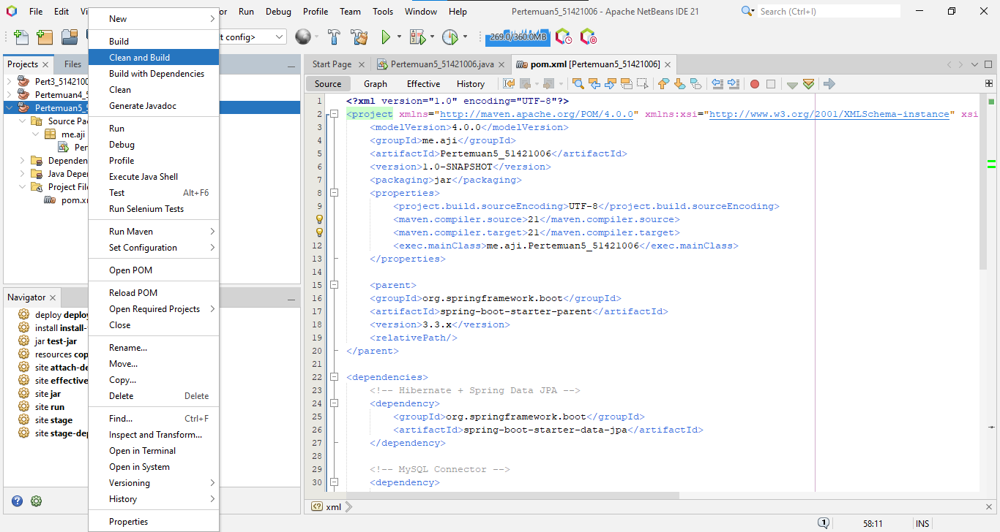 File Edit
or Run Debug Profile Team Tools Window Help
Pertemuan5_51421006 - Apache NetBeans IDE 21
Search (Ctrl+I)
t config>
269.0/360.0MB
Projects
Files
Pert3_5142100
Pertemuan4_5
Pertemuan5_5
Source Pac
me.aji
Per
Dependen
Java Deper
Project File
pom.xm
Navigator
deploy deploy
install install-
jar test-jar
resources cop
site attach-de
site effective
site jar
site run
site stage
site stage-dep
New
Build
Clean and Build
Build with Dependencies
Clean
Generate Javadoc
Run
Debug
Profile
Execute Java Shell
Test Alt+F6
Run Selenium Tests
Run Maven
Set Configuration
Open POM
Reload POM
Open Required Projects
Close
Rename...
Move...
Copy...
Delete Delete
Find... Ctrl+F
Inspect and Transform...
Open in Terminal
Open in System
Versioning
History
Properties
Start Page
Pertemuan5_51421006.java
pom.xml [Pertemuan5_51421006]
Source Graph Effective History
1 <?xml version="1.0" encoding="UTF-8"?>
2 <project xmlns="http://maven.apache.org/POM/4.0.0" xmlns:xsi="http://www.w3.org/2001/XMLSchema-instance" xsi
3 <modelVersion>4.0.0</modelVersion>
4 <groupId>me.aji</groupId>
5 <artifactId>Pertemuan5_51421006</artifactId>
6 <version>1.0-SNAPSHOT</version>
7 <packaging>jar</packaging>
8 <properties>
9 <project.build.sourceEncoding>UTF-8</project.build.sourceEncoding>
<maven.compiler.source>21</maven.compiler.source>
<maven.compiler.target>21</maven.compiler.target>
12 <exec.mainClass>me.aji.Pertemuan5_51421006</exec.mainClass>
13 </properties>
14
15 <parent>
16 <groupId>org.springframework.boot</groupId>
17 <artifactId>spring-boot-starter-parent</artifactId>
18 <version>3.3.x</version>
19 <relativePath/>
20 </parent>
21
22 <dependencies>
23 <!-- Hibernate + Spring Data JPA -->
24 <dependency>
25 <groupId>org.springframework.boot</groupId>
26 <artifactId>spring-boot-starter-data-jpa</artifactId>
27 </dependency>
28
29 <!-- MySQL Connector -->
30 <dependency>
xml
1
58:11
INS